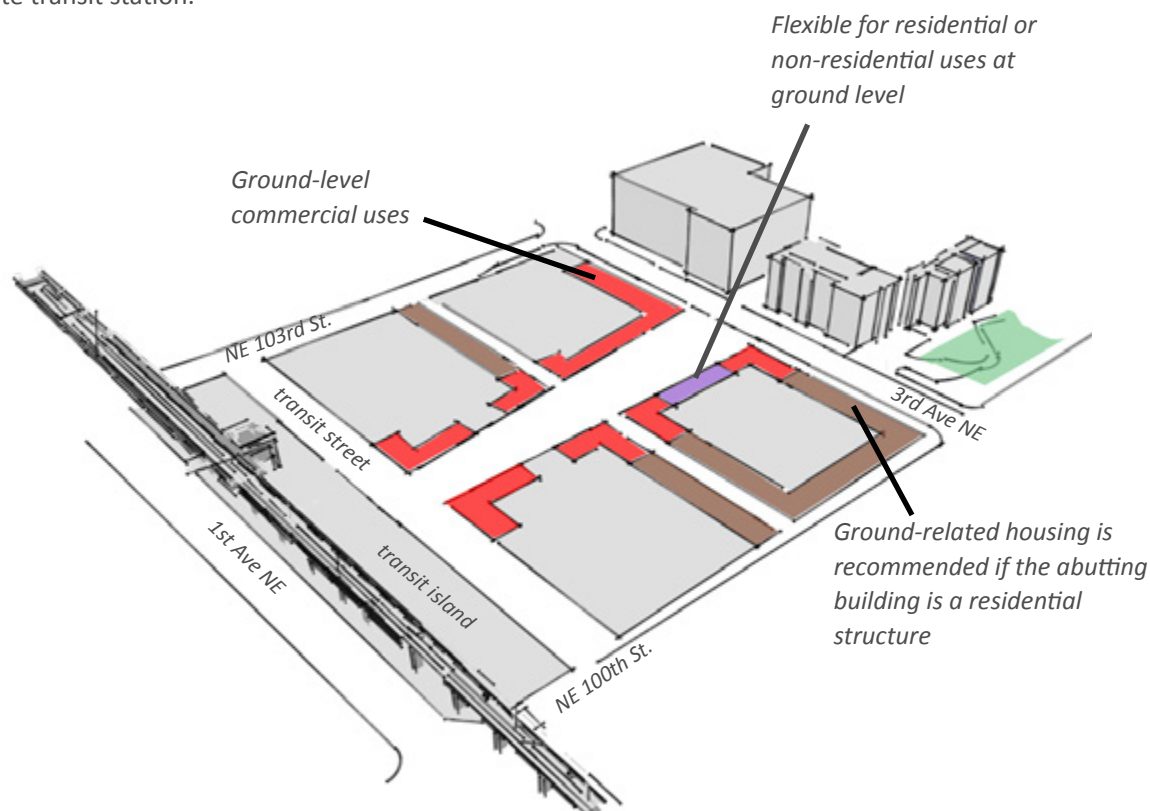 transit station.
Flexible for residential or
non-residential uses at
ground level
Ground-level
commercial uses
NE 103rd St.
transit street
3rd Ave NE
1st Ave NE
transit island
Ground-related housing is
recommended if the abutting
building is a residential
structure
NE 100th St.